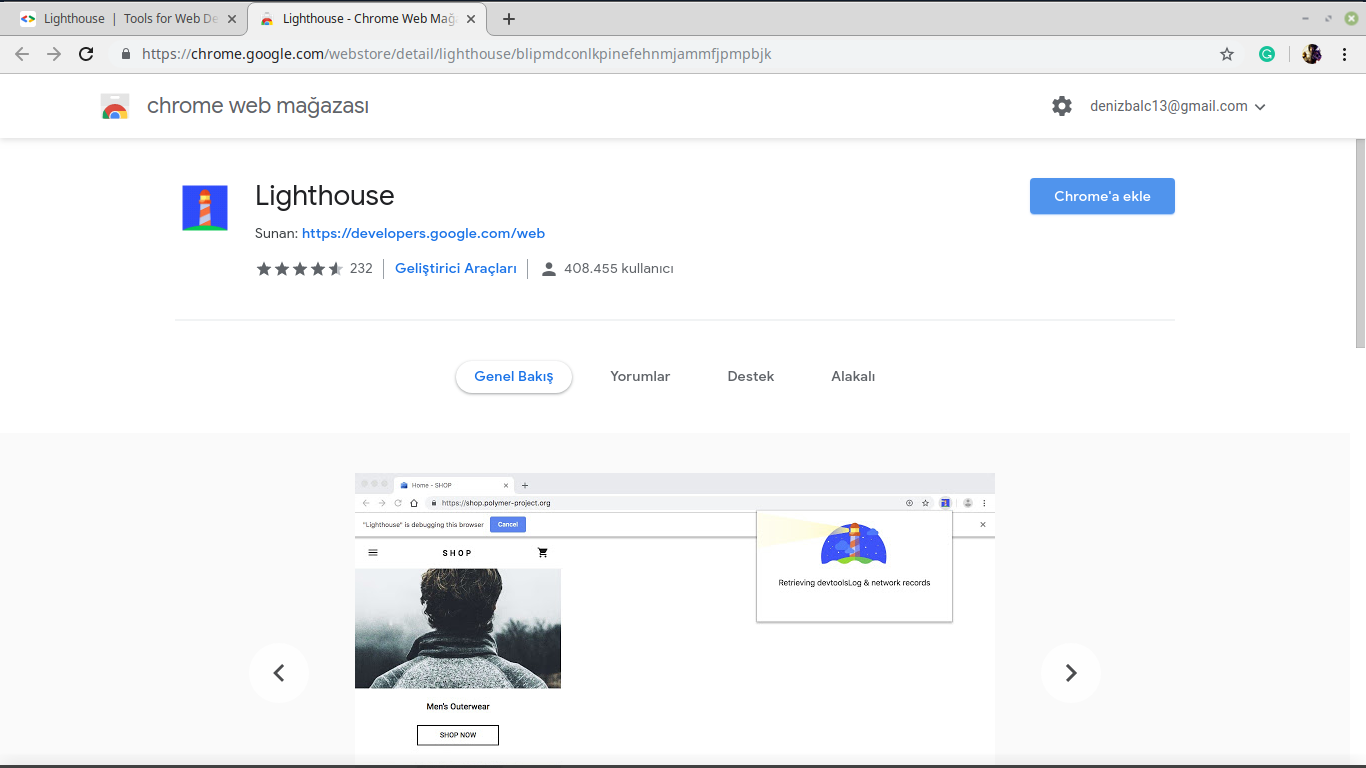 Lighthouse | Tools for Web De
Lighthouse - Chrome Web Mağa
https://chrome.google.com/webstore/detail/lighthouse/blipmdconlkpinefehnmjammfjpmpbjk
chrome web mağazası
denizbalc13@gmail.com
Lighthouse
Chrome'a ekle
Sunan: https://developers.google.com/web
232
Geliştirici Araçları
408.455 kullanıcı
Genel Bakış
Yorumlar
Destek
Alakalı
Home - SHOP
https://shop.polymer-project.org
"Lighthouse" is debugging this browser
Cancel
SHOP
Retrieving devtoolsLog & network records
Men's Outerwear
SHOP NOW